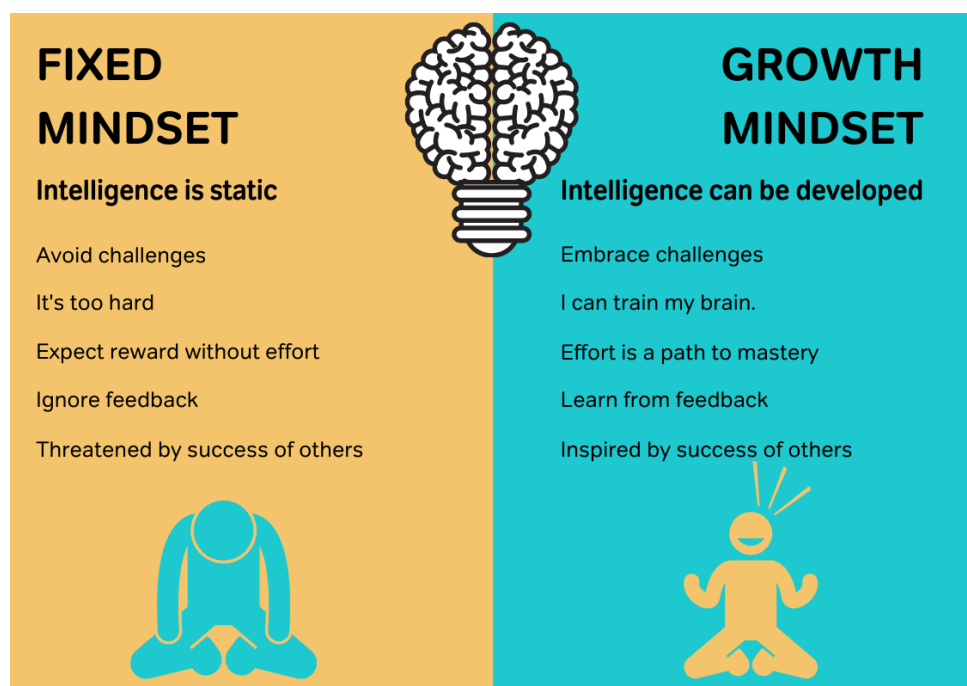 FIXED
MINDSET
Intelligence is static
Avoid challenges
It's too hard
Expect reward without effort
Ignore feedback
Threatened by success of others
GROWTH
MINDSET
Intelligence can be developed
Embrace challenges
I can train my brain.
Effort is a path to mastery
Learn from feedback
Inspired by success of others